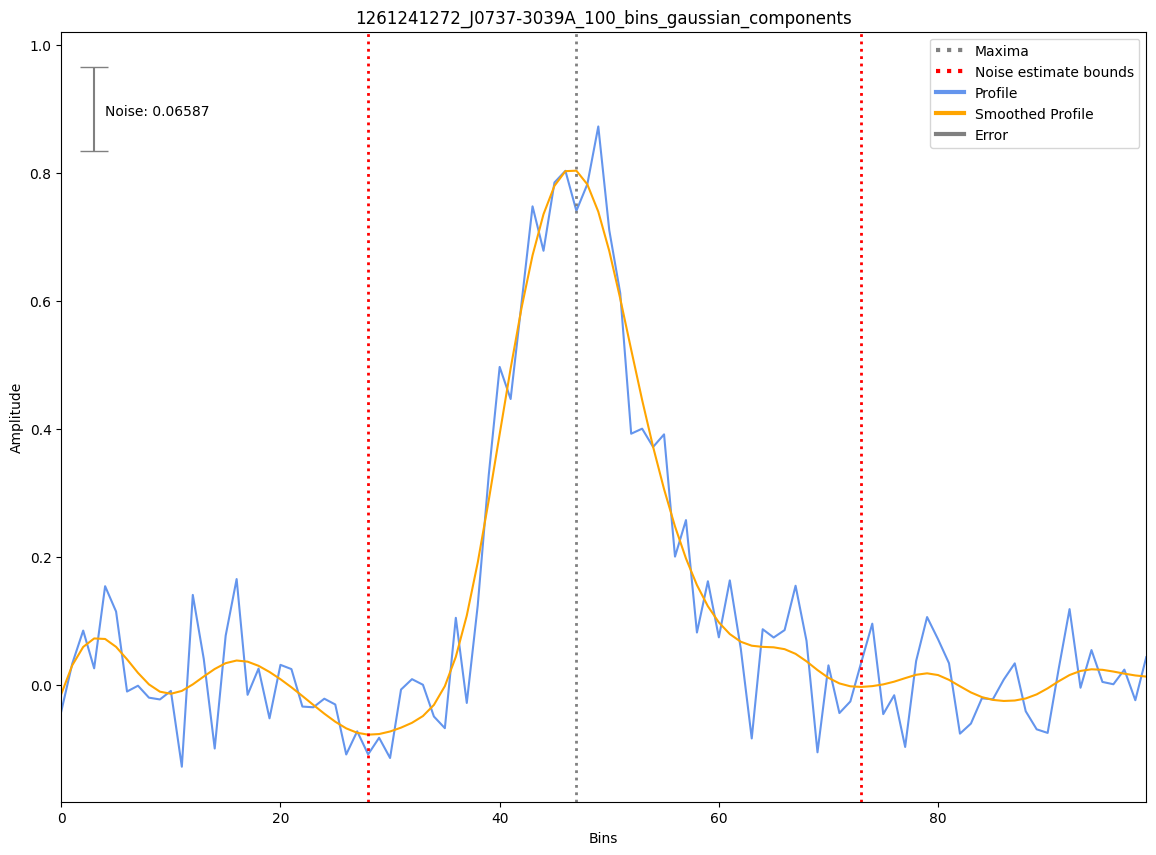 1261241272_J0737-3039A_100_bins_gaussian_components
Maxima
Noise estimate bounds
Profile
Smoothed Profile
Error
Noise: 0.06587
1.0
0.8
0.6
0.4
0.2
0.0
Amplitude
0 20 40 60 80
Bins